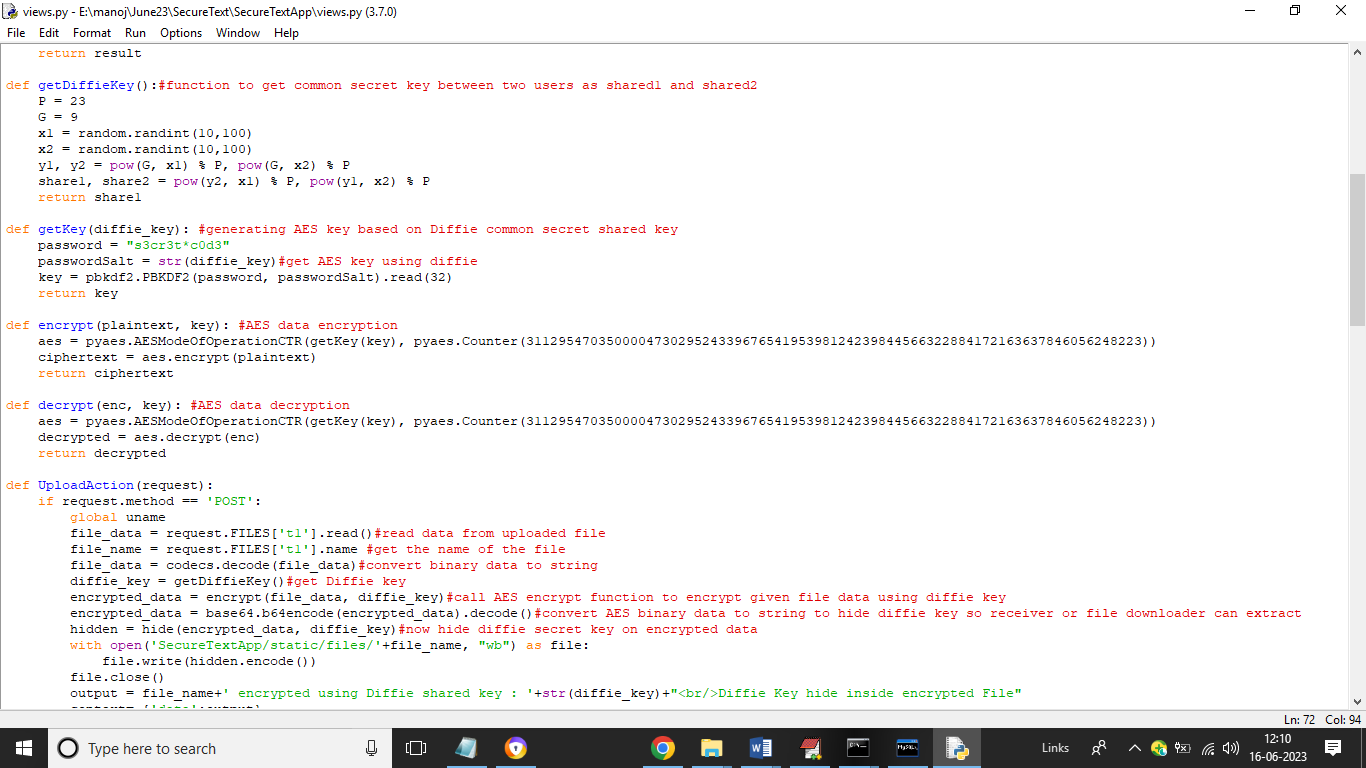 views.py - E:\manoj\June23\SecureText\SecureTextApp\views.py (3.7.0)
File Edit Format Run Options Window Help
return result
def getDiffieKey():#function to get common secret key between two users as shared1 and shared2
P = 23
G = 9
x1 = random.randint(10,100)
x2 = random.randint(10,100)
y1, y2 = pow(G, x1) % P, pow(G, x2) % P
share1, share2 = pow(y2, x1) % P, pow(y1, x2) % P
return share1
def getKey(diffie_key): #generating AES key based on Diffie common secret shared key
password = "s3cr3t*c0d3"
passwordSalt = str(diffie_key)#get AES key using diffie
key = pbkdf2.PBKDF2(password, passwordSalt).read(32)
return key
def encrypt(plaintext, key): #AES data encryption
aes = pyaes.AESModeOfOperationCTR(getKey(key), pyaes.Counter(31129547035000047302952433967654195398124239844566322884172163637846056248223))
ciphertext = aes.encrypt(plaintext)
return ciphertext
def decrypt(enc, key): #AES data decryption
aes = pyaes.AESModeOfOperationCTR(getKey(key), pyaes.Counter(31129547035000047302952433967654195398124239844566322884172163637846056248223))
decrypted = aes.decrypt(enc)
return decrypted
def UploadAction(request):
if request.method == 'POST':
global uname
file_data = request.FILES['t1'].read()#read data from uploaded file
file_name = request.FILES['t1'].name #get the name of the file
file_data = codecs.decode(file_data)#convert binary data to string
diffie_key = getDiffieKey()#get Diffie key
encrypted_data = encrypt(file_data, diffie_key)#call AES encrypt function to encrypt given file data using diffie key
encrypted_data = base64.b64encode(encrypted_data).decode()#convert AES binary data to string to hide diffie key so receiver or file downloader can extract
hidden = hide(encrypted_data, diffie_key)#now hide diffie secret key on encrypted data
with open('SecureTextApp/static/files/'+file_name, "wb") as file:
file.write(hidden.encode())
file.close()
output = file_name+' encrypted using Diffie shared key : '+str(diffie_key)+"<br/>Diffie Key hide inside encrypted File"
Ln: 72 Col: 94
Type here to search
Links
12:10
16-06-2023